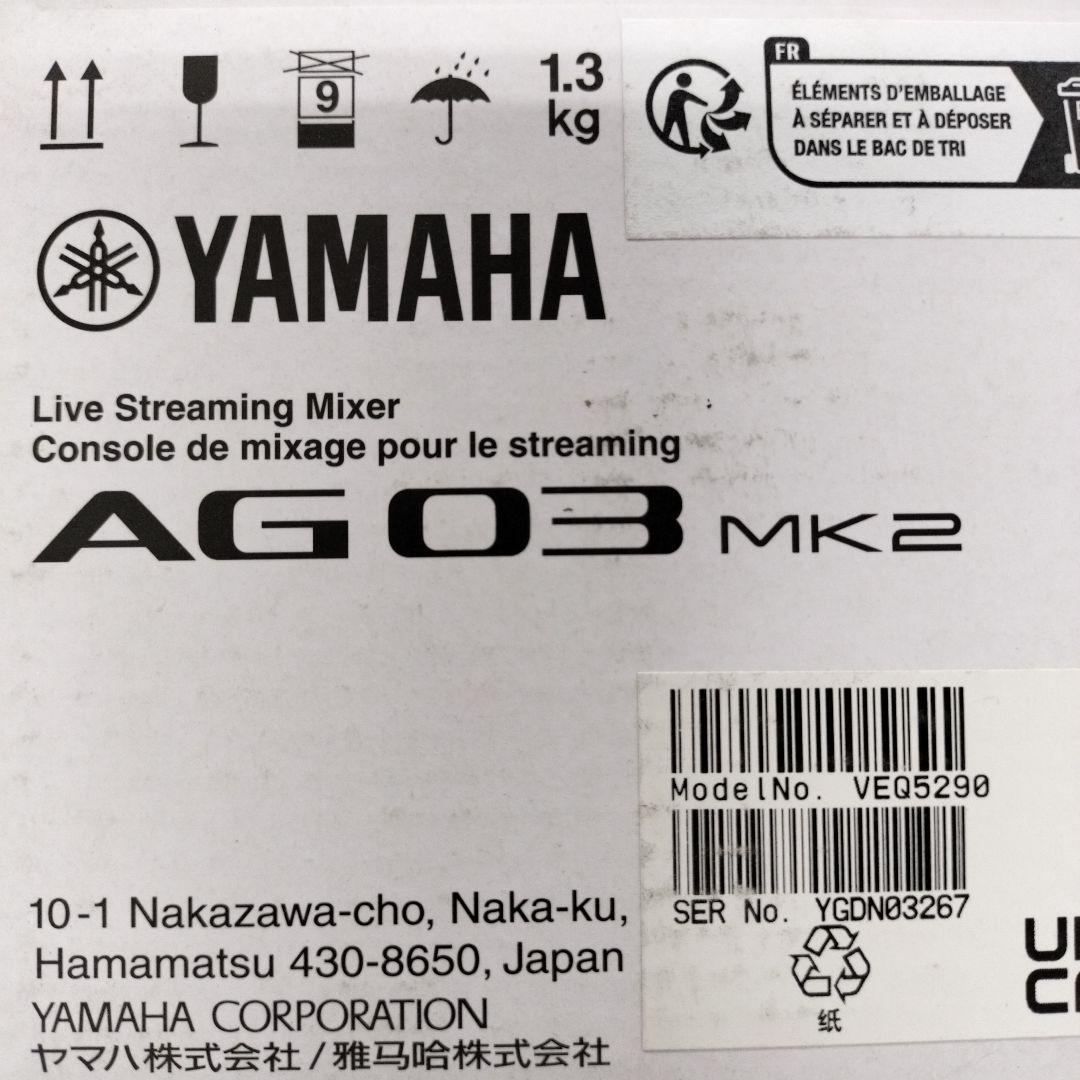 9
1.3
kg
FR
ÉLÉMENTS D'EMBALLAGE
À SÉPARER ET À DÉPOSER
DANS LE BAC DE TRI
YAMAHA
Live Streaming Mixer
Console de mixage pour le streaming
AG03 MK2
ModelNo. VEQ5290
SER No. YGDN03267
纸
10-1 Nakazawa-cho, Naka-ku,
Hamamatsu 430-8650, Japan
YAMAHA CORPORATION
ヤマハ株式会社/雅马哈株式会社